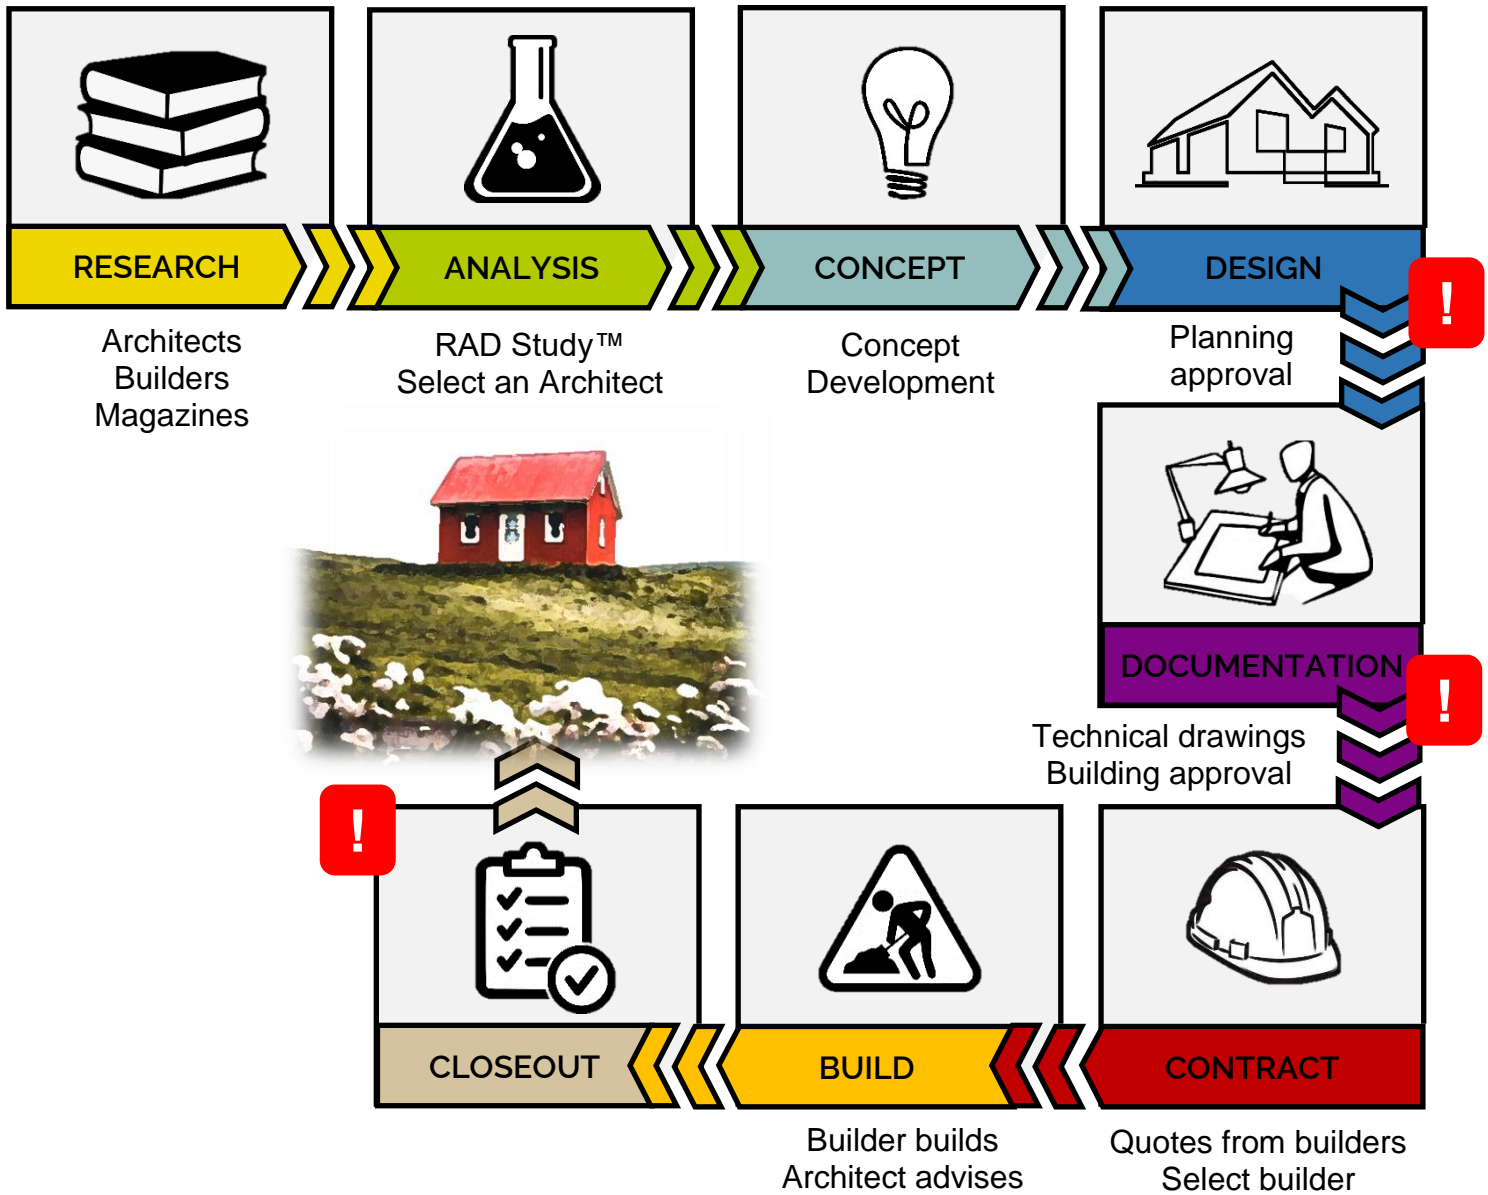 RESEARCH
Architects
Builders
Magazines
ANALYSIS
RAD Study™
Select an Architect
CONCEPT
Concept
Development
DESIGN
!
Planning
approval
DOCUMENTATION
!
Technical drawings
Building approval
CONTRACT
Quotes from builders
Select builder
BUILD
Builder builds
Architect advises
!
CLOSEOUT